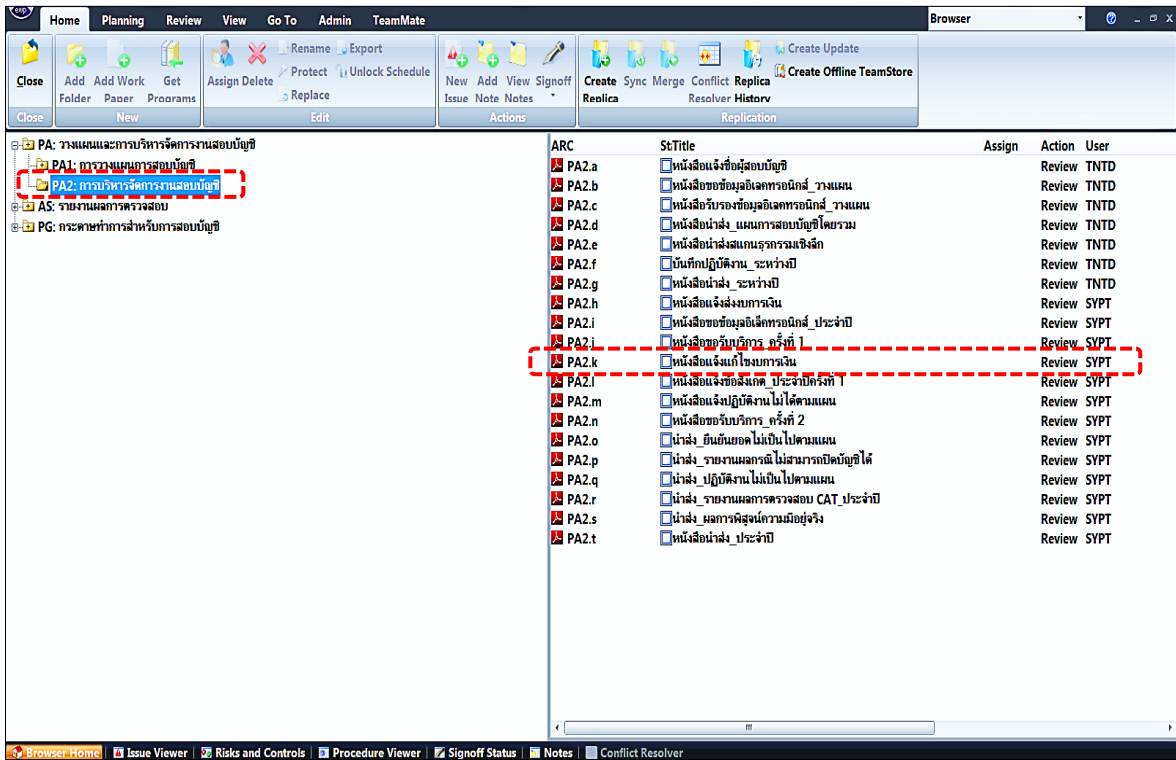 ewp
Home Planning Review View Go To Admin TeamMate Browser
Close Add Folder Add Work Paper Get Programs Assign Delete Rename Export Protect Unlock Schedule Replace New Issue Add Note View Notes Signoff Create Replica Sync Merge Conflict Resolver Replica History Create Update Create Offline TeamStore
Close New Edit Actions Replication
PA: วางแผนและการบริหารจัดการงานสอบบัญชี
PA1: การวางแผนการสอบบัญชี
PA2: การบริหารจัดการงานสอบบัญชี
AS: รายงานผลการตรวจสอบ
PG: กระดาษทำการสำหรับการสอบบัญชี
ARC St Title Assign Action User
PA2.a หนังสือแจ้งชื่อผู้สอบบัญชี Review TNTD
PA2.b หนังสือขอข้อมูลอิเลคทรอนิกส์_วางแผน Review TNTD
PA2.c หนังสือรับรองข้อมูลอิเลคทรอนิกส์_วางแผน Review TNTD
PA2.d หนังสือนำส่ง_แผนการสอบบัญชีโดยรวม Review TNTD
PA2.e หนังสือนำส่งสแกนธุรกรรมเชิงลึก Review TNTD
PA2.f บันทึกปฏิบัติงาน_ระหว่างปี Review TNTD
PA2.g หนังสือนำส่ง_ระหว่างปี Review TNTD
PA2.h หนังสือแจ้งส่งงบการเงิน Review SYPT
PA2.i หนังสือขอข้อมูลอิเล็คทรอนิกส์_ประจำปี Review SYPT
PA2.j หนังสือขอรับบริการ_ครั้งที่ 1 Review SYPT
PA2.k หนังสือแจ้งแก้ไขงบการเงิน Review SYPT
PA2.l หนังสือแจ้งข้อสังเกต_ประจำปีครั้งที่ 1 Review SYPT
PA2.m หนังสือแจ้งปฏิบัติงานไม่ได้ตามแผน Review SYPT
PA2.n หนังสือขอรับบริการ_ครั้งที่ 2 Review SYPT
PA2.o นำส่ง_ยืนยันยอดไม่เป็นไปตามแผน Review SYPT
PA2.p นำส่ง_รายงานผลกรณีไม่สามารถปิดบัญชีได้ Review SYPT
PA2.q นำส่ง_ปฏิบัติงานไม่เป็นไปตามแผน Review SYPT
PA2.r นำส่ง_รายงานผลการตรวจสอบ CAT_ประจำปี Review SYPT
PA2.s นำส่ง_ผลการพิสูจน์ความมีอยู่จริง Review SYPT
PA2.t หนังสือนำส่ง_ประจำปี Review SYPT
Browser Home Issue Viewer Risks and Controls Procedure Viewer Signoff Status Notes Conflict Resolver